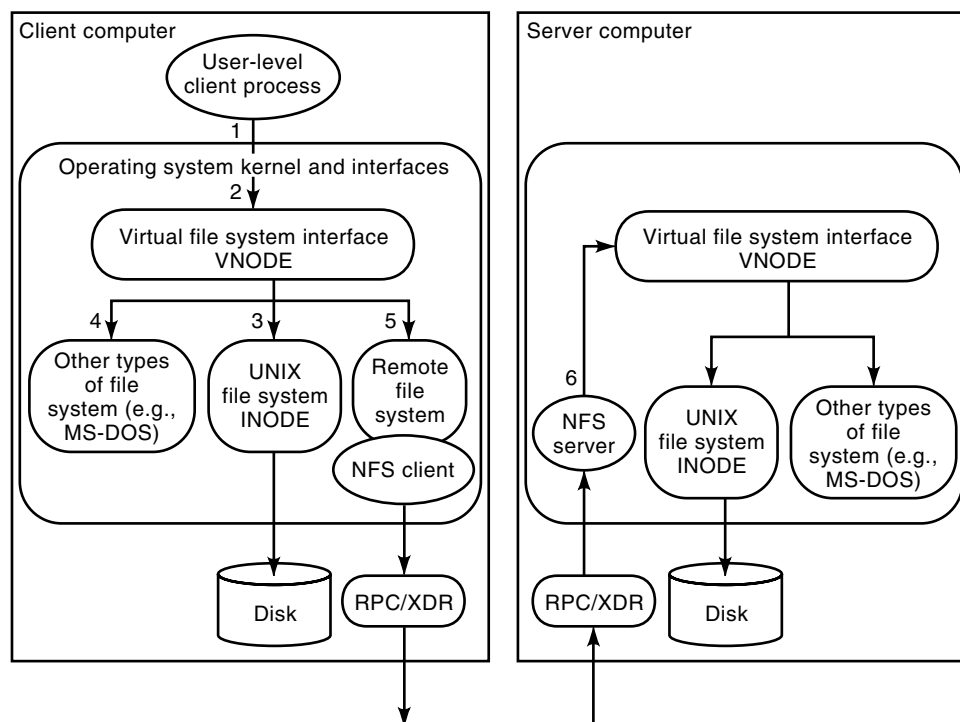 Client computer
User-level
client process
1
Operating system kernel and interfaces
2
Virtual file system interface
VNODE
4
3
5
Other types
of file
system (e.g.,
MS-DOS)
UNIX
file system
INODE
Remote
file
system
NFS client
Disk
RPC/XDR
Server computer
Virtual file system interface
VNODE
6
NFS
server
UNIX
file system
INODE
Other types
of file
system (e.g.,
MS-DOS)
RPC/XDR
Disk